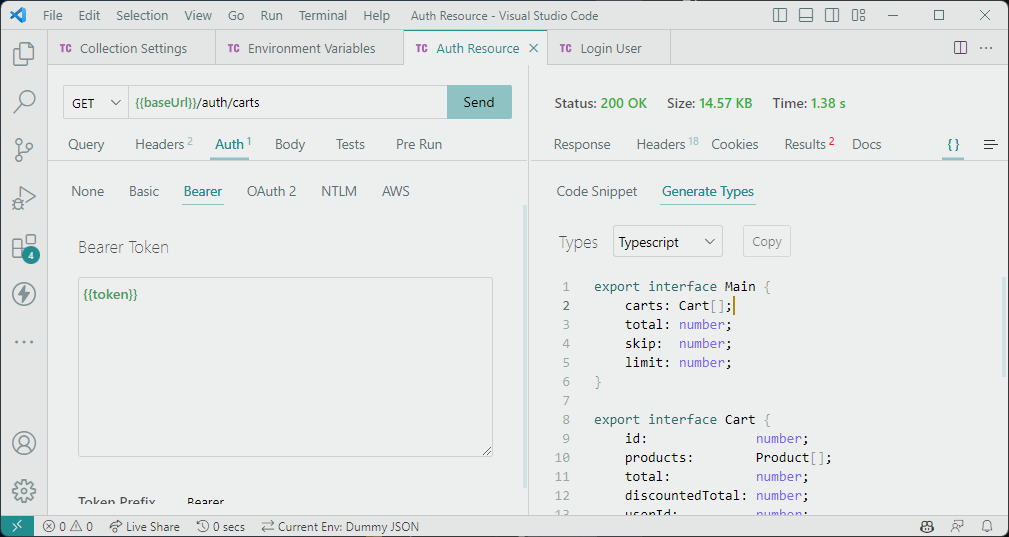 File Edit Selection View Go Run Terminal Help Auth Resource - Visual Studio Code
TC Collection Settings TC Environment Variables TC Auth Resource TC Login User
GET {{baseUrl}}/auth/carts Send
Query Headers 2 Auth 1 Body Tests Pre Run
None Basic Bearer OAuth 2 NTLM AWS
Bearer Token
{{token}}
Token Prefix Bearer
Status: 200 OK Size: 14.57 KB Time: 1.38 s
Response Headers 18 Cookies Results 2 Docs {}
Code Snippet Generate Types
Types Typescript Copy
1 export interface Main {
2 carts: Cart[];
3 total: number;
4 skip: number;
5 limit: number;
6 }
7
8 export interface Cart {
9 id: number;
10 products: Product[];
11 total: number;
12 discountedTotal: number;
13 userId: number;
4
0 0 Live Share 0 secs Current Env: Dummy JSON